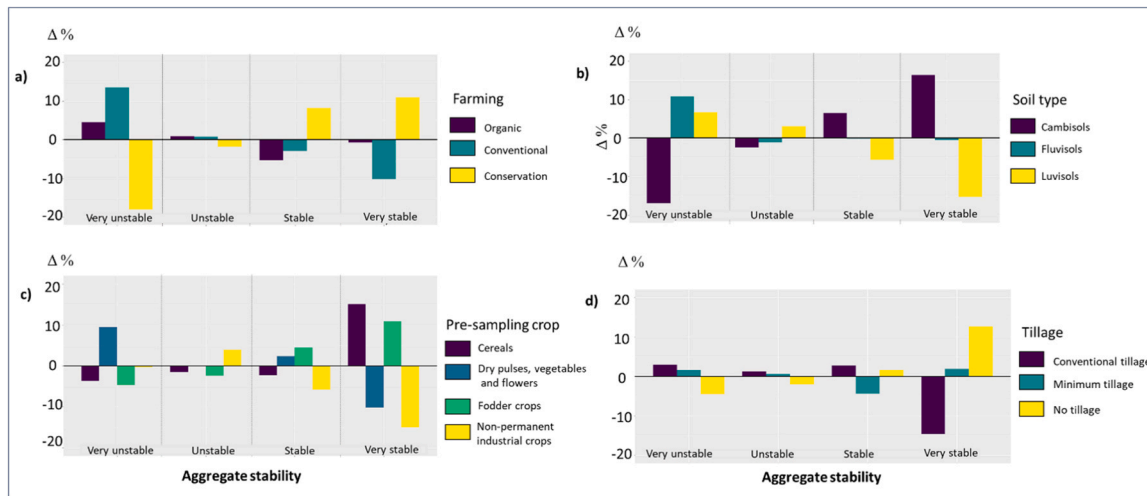 Δ %
a)
20
10
0
-10
-20
Very unstable
Unstable
Stable
Very stable
Farming
Organic
Conventional
Conservation
Δ %
b)
Δ %
20
10
0
-10
-20
Very unstable
Unstable
Stable
Very stable
Soil type
Cambisols
Fluvisols
Luvisols
Δ %
c)
20
10
0
-10
-20
Very unstable
Unstable
Stable
Very stable
Aggregate stability
Pre-sampling crop
Cereals
Dry pulses, vegetables
and flowers
Fodder crops
Non-permanent
industrial crops
Δ %
d)
20
10
0
-10
-20
Very unstable
Unstable
Stable
Very stable
Aggregate stability
Tillage
Conventional tillage
Minimum tillage
No tillage